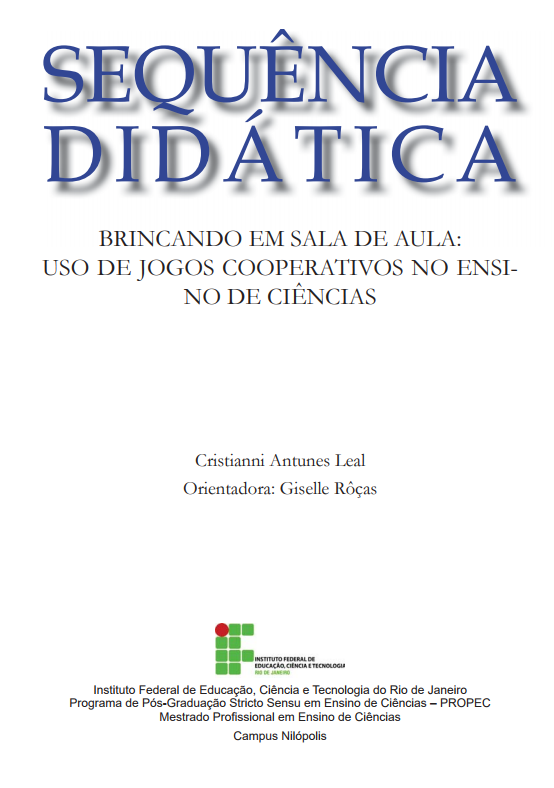 SEQUÊNCIA
DIDÁTICA
BRINCANDO EM SALA DE AULA:
USO DE JOGOS COOPERATIVOS NO ENSI-
NO DE CIÊNCIAS
Cristianni Antunes Leal
Orientadora: Giselle Rôças
INSTITUTO FEDERAL DE
EDUCAÇÃO, CIÊNCIA E TECNOLOGIA
RIO DE JANEIRO
Instituto Federal de Educação, Ciência e Tecnologia do Rio de Janeiro
Programa de Pós-Graduação Stricto Sensu em Ensino de Ciências – PROPEC
Mestrado Profissional em Ensino de Ciências
Campus Nilópolis